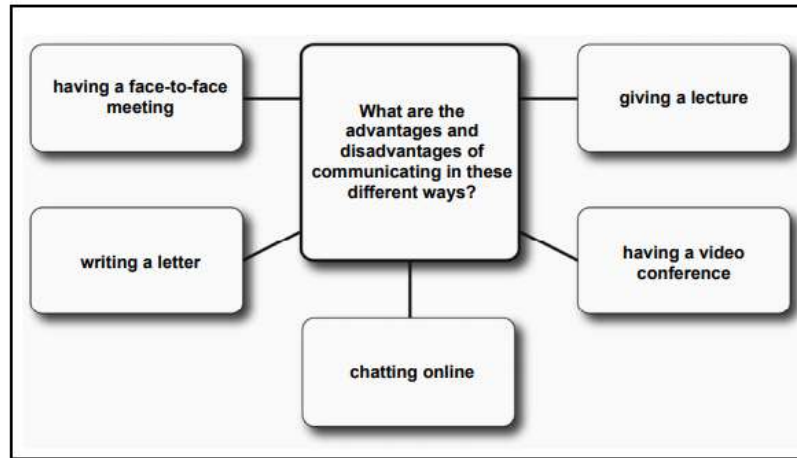 having a face-to-face
meeting
What are the
advantages and
disadvantages of
communicating in these
different ways?
giving a lecture
writing a letter
having a video
conference
chatting online